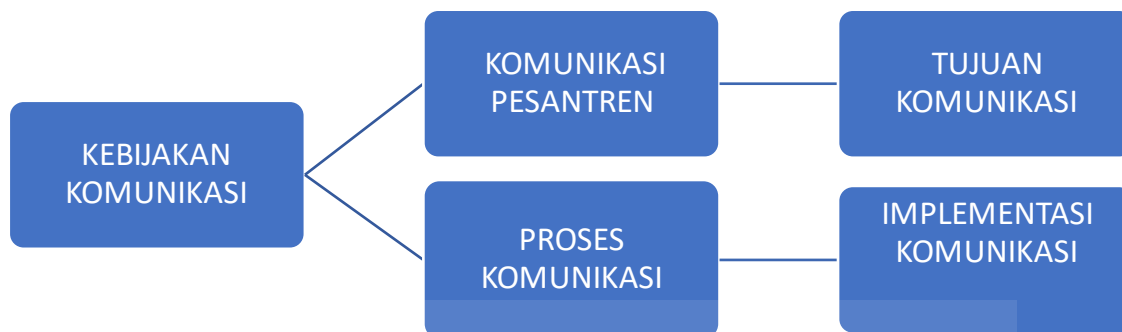 KEBIJAKAN
KOMUNIKASI
KOMUNIKASI
PESANTREN
TUJUAN
KOMUNIKASI
PROSES
KOMUNIKASI
IMPLEMENTASI
KOMUNIKASI